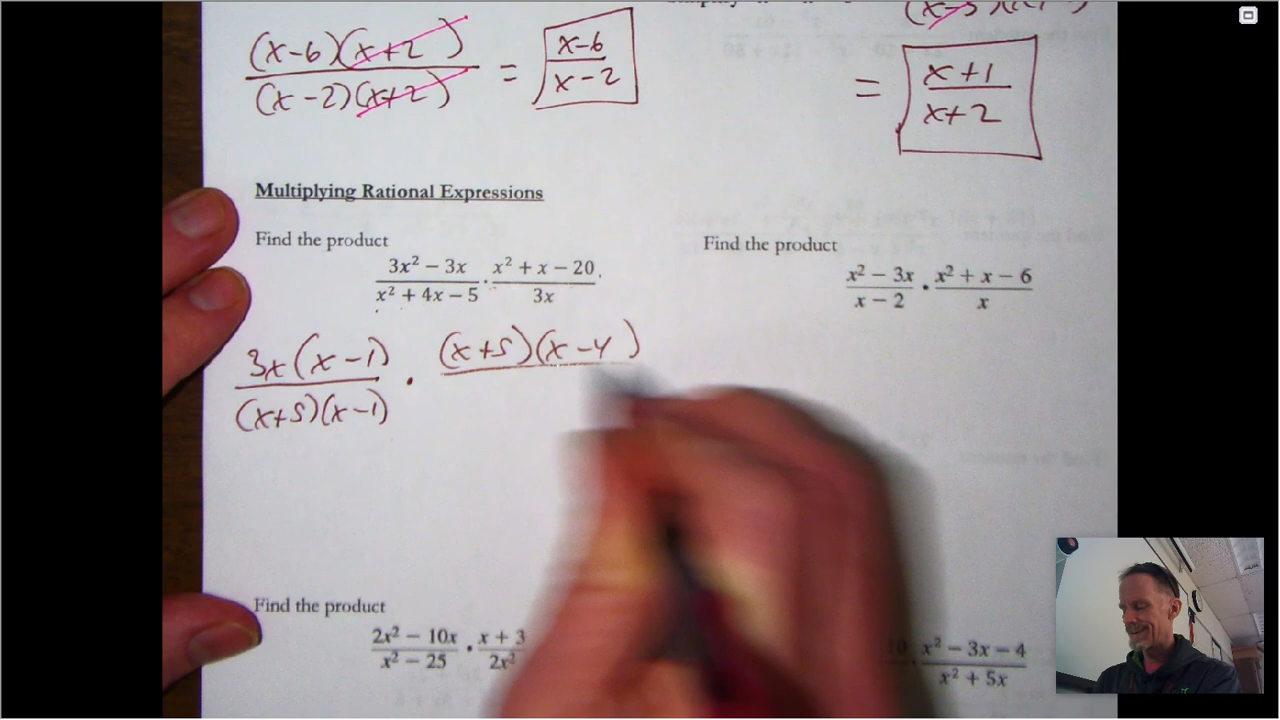 (x-6)(x+2)
(x-2)(x+2)
=
x-6
x-2
=
x+1
x+2
Multiplying Rational Expressions
Find the product
3x² − 3x
x² + 4x − 5
·
x² + x − 20
3x
Find the product
x² − 3x
x − 2
•
x² + x − 6
x
3x(x-1)
(x+5)(x-1)
·
(x+5)(x-4)
Find the product
2x² − 10x
x² − 25
•
x + 3
2x²
10
·
x² − 3x − 4
x² + 5x